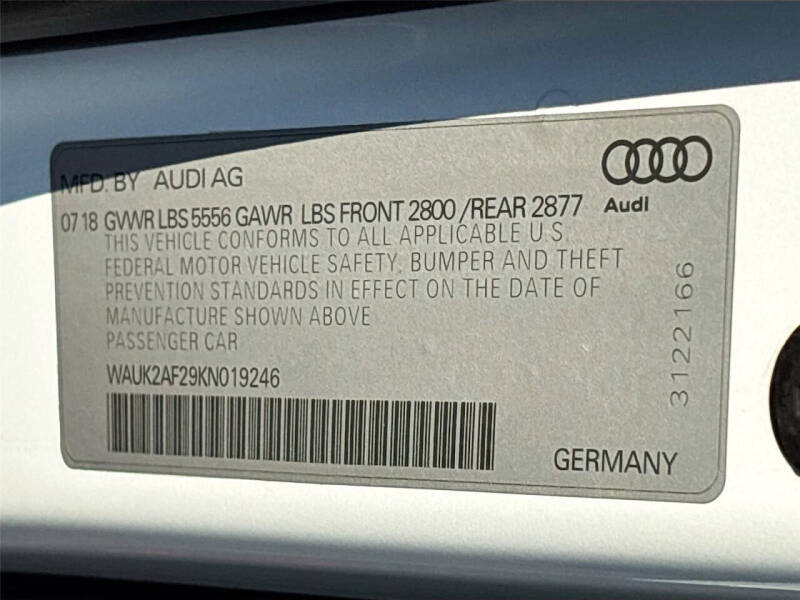 MFD. BY AUDI AG
07 18 GVWR LBS 5556 GAWR LBS FRONT 2800 /REAR 2877
Audi
THIS VEHICLE CONFORMS TO ALL APPLICABLE U S
FEDERAL MOTOR VEHICLE SAFETY, BUMPER AND THEFT
PREVENTION STANDARDS IN EFFECT ON THE DATE OF
MANUFACTURE SHOWN ABOVE
PASSENGER CAR
WAUK2AF29KN019246
GERMANY
3122166